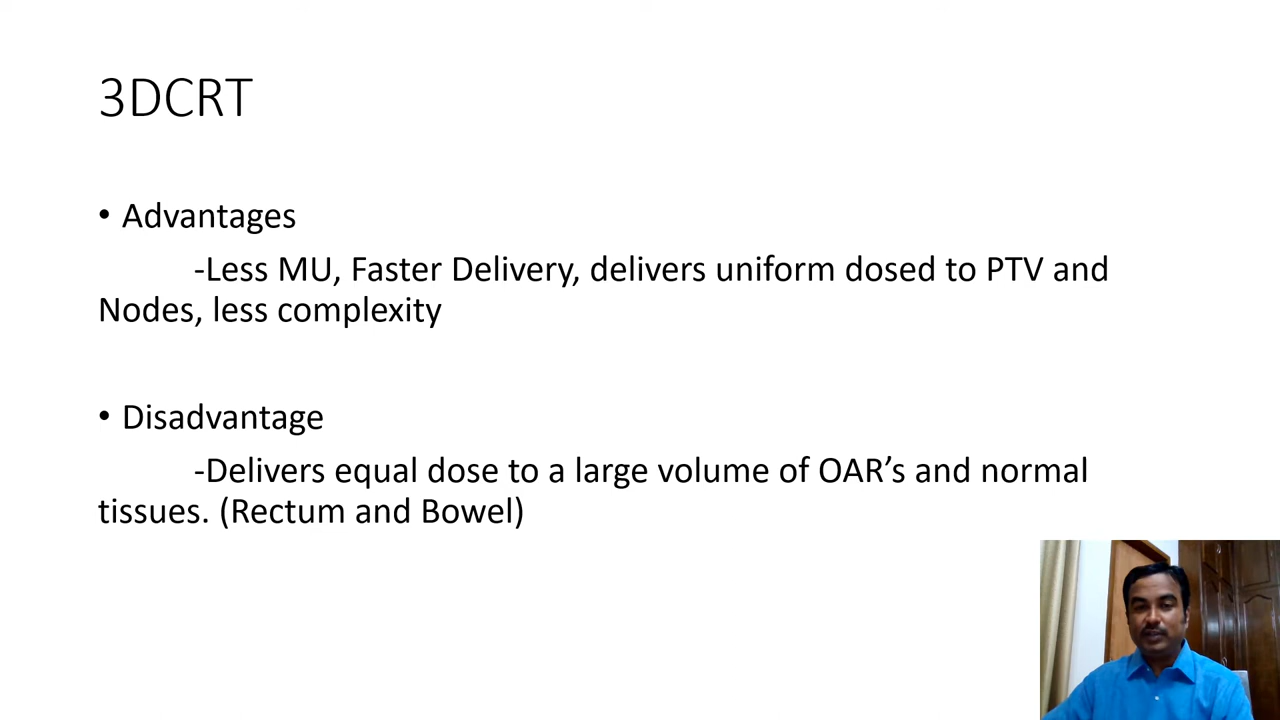 3DCRT
• Advantages
-Less MU, Faster Delivery, delivers uniform dosed to PTV and
Nodes, less complexity
• Disadvantage
-Delivers equal dose to a large volume of OAR’s and normal
tissues. (Rectum and Bowel)